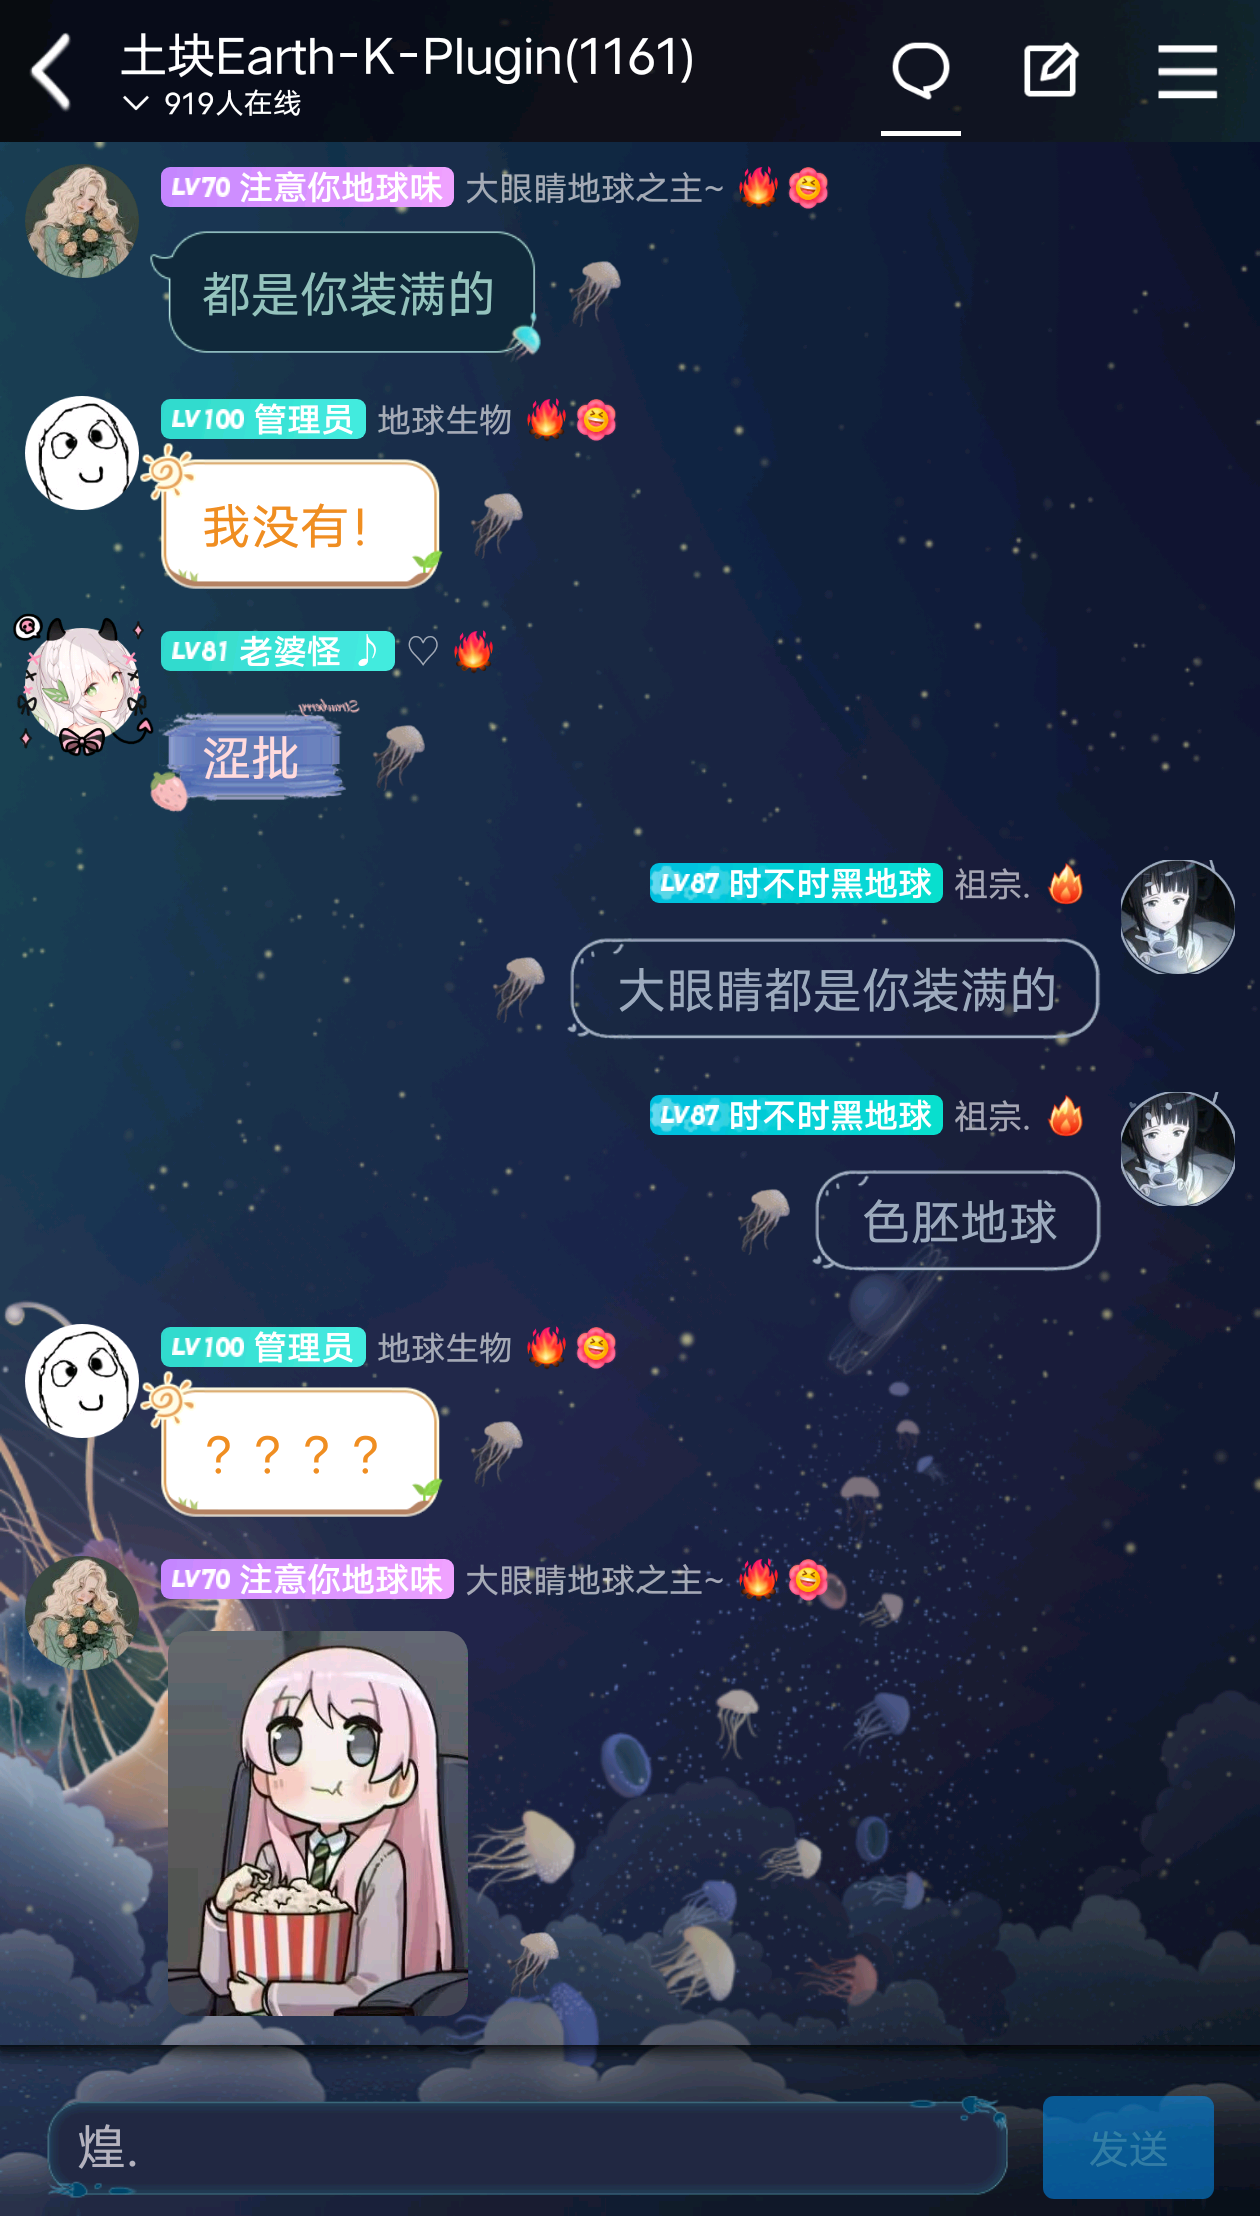 土块Earth-K-Plugin(1161)
919人在线
LV70 注意你地球味 大眼睛地球之主~
都是你装满的
LV100 管理员 地球生物
我没有！
LV81 老婆怪 ♪ ♡
Strawberry
涩批
LV87 时不时黑地球 祖宗.
大眼睛都是你装满的
LV87 时不时黑地球 祖宗.
色胚地球
LV100 管理员 地球生物
？？？？
LV70 注意你地球味 大眼睛地球之主~
煌.
发送